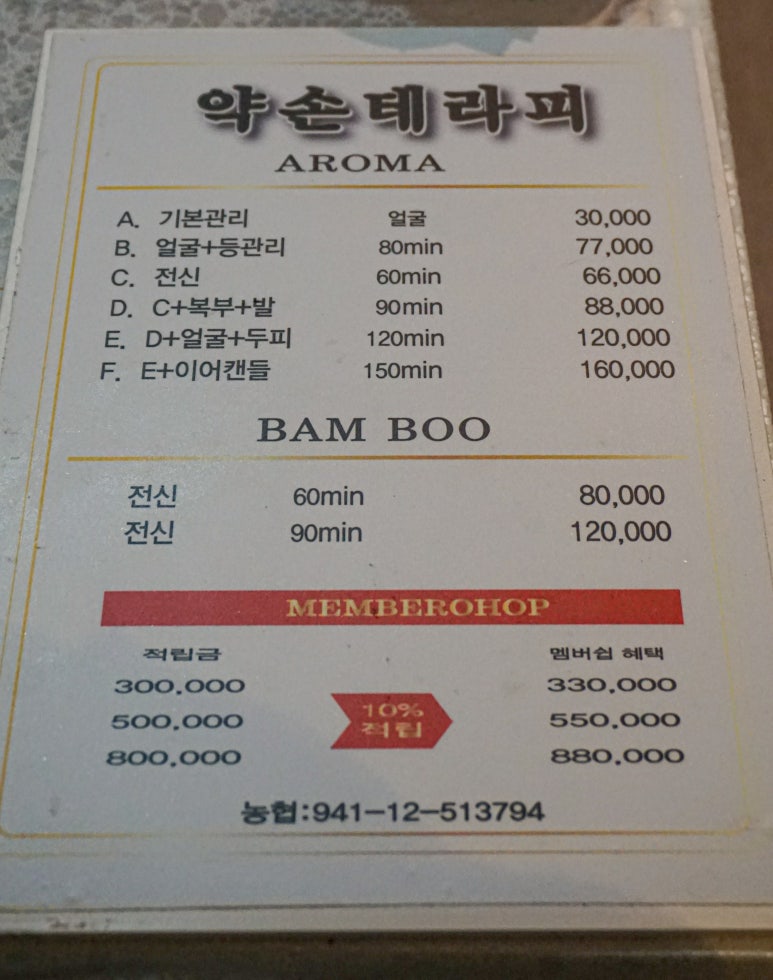 약손테라피
AROMA
A. 기본관리 얼굴 30,000
B. 얼굴+등관리 80min 77,000
C. 전신 60min 66,000
D. C+복부+발 90min 88,000
E. D+얼굴+두피 120min 120,000
F. E+이어캔들 150min 160,000
BAM BOO
전신 60min 80,000
전신 90min 120,000
MEMBEROHOP
적립금 멤버쉽 혜택
300.000 330.000
10%
500.000 550.000
적립
800.000 880.000
농협:941-12-513794